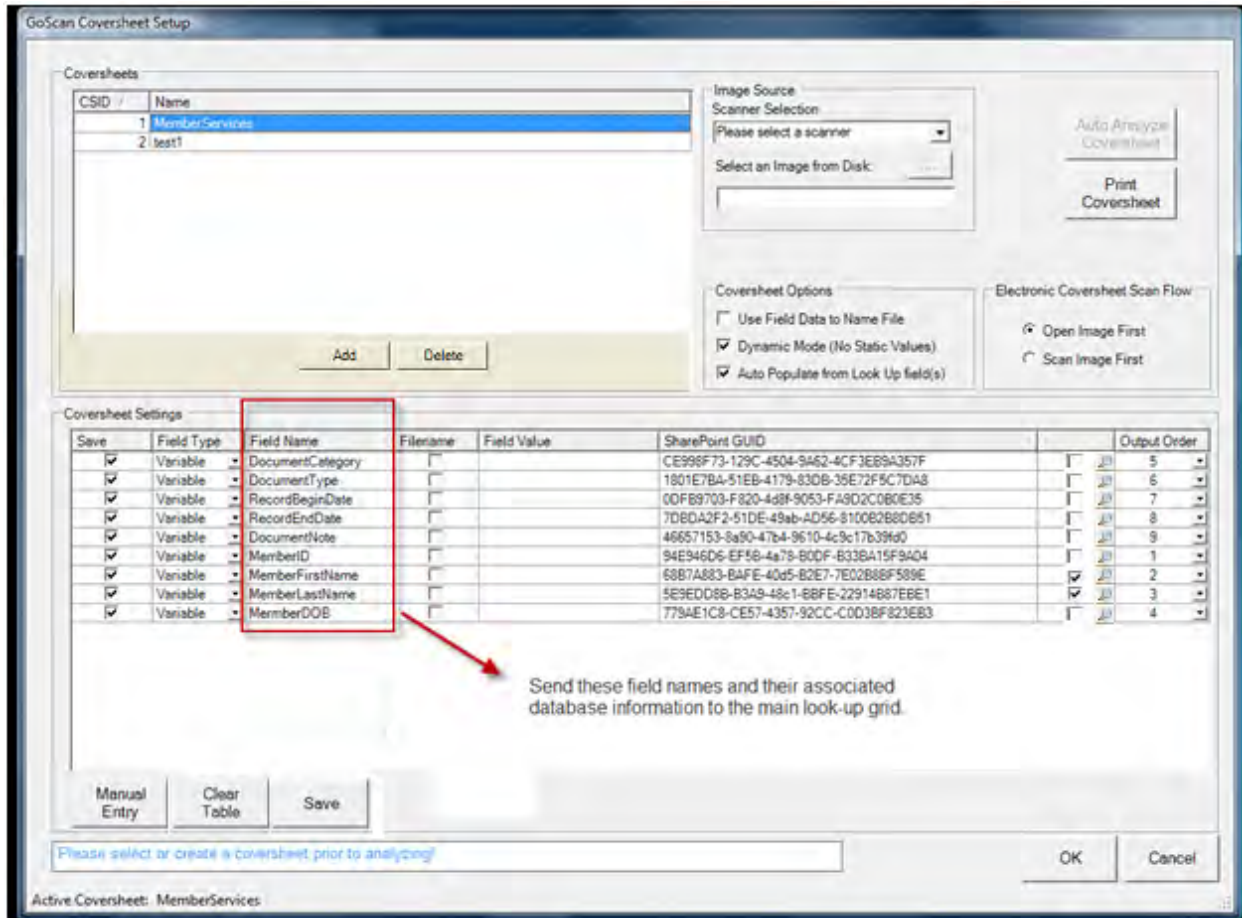 GoScan Coversheet Setup
Coversheets
CSID / Name
1 MemberServices
2 test1
Add Delete
Image Source
Scanner Selection
Please select a scanner
Select an Image from Disk:
...
Auto Analyze
Coversheet
Print
Coversheet
Coversheet Options
Use Field Data to Name File
Dynamic Mode (No Static Values)
Auto Populate from Look Up field(s)
Electronic Coversheet Scan Flow
Open Image First
Scan Image First
Coversheet Settings
Save Field Type Field Name Filename Field Value SharePoint GUID Output Order
Variable DocumentCategory CE998F73-129C-4504-9A62-4CF3EB9A357F 5
Variable DocumentType 1801E7BA-51EB-4179-83DB-35E72F5C7DA8 6
Variable RecordBeginDate 0DFB9703-F820-4d8f-9053-FA9D2C0B0E35 7
Variable RecordEndDate 7DBDA2F2-51DE-49ab-AD56-8100B2B8DB51 8
Variable DocumentNote 46657153-8a90-47b4-9610-4c9c17b39fd0 9
Variable MemberID 94E946D6-EF5B-4a78-B0DF-B33BA15F9A04 1
Variable MemberFirstName 68B7A883-BAFE-40d5-B2E7-7E02B8BF589E 2
Variable MemberLastName 5E9EDD8B-B3A9-48c1-BBFE-22914B87EBE1 3
Variable MermberDOB 779AE1C8-CE57-4357-92CC-C0D3BF823EB3 4
Send these field names and their associated
database information to the main look-up grid.
Manual
Entry
Clear
Table
Save
Please select or create a coversheet prior to analyzing!
OK Cancel
Active Coversheet: MemberServices